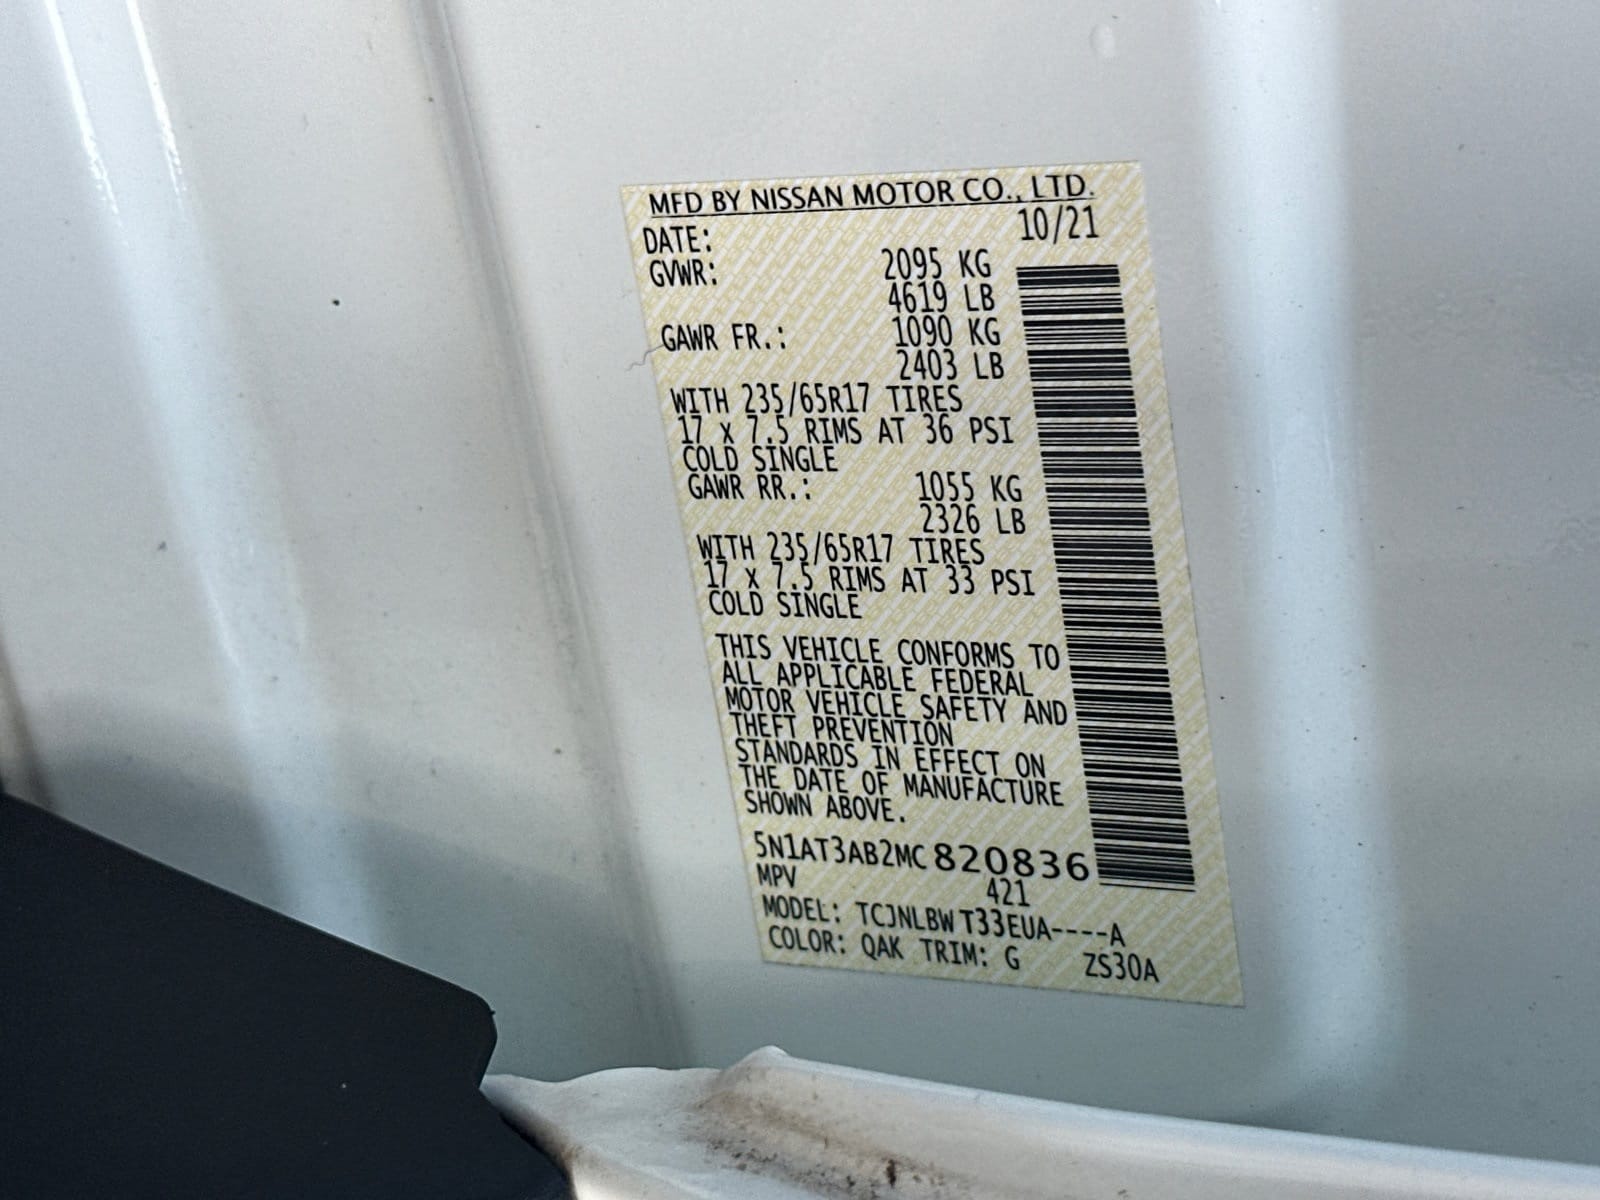 MFD BY NISSAN MOTOR CO., LTD.
DATE: 10/21
GVWR: 2095 KG
4619 LB
GAWR FR.: 1090 KG
2403 LB
WITH 235/65R17 TIRES
17 X 7.5 RIMS AT 36 PSI
COLD SINGLE
GAWR RR.: 1055 KG
2326 LB
WITH 235/65R17 TIRES
17 X 7.5 RIMS AT 33 PSI
COLD SINGLE
THIS VEHICLE CONFORMS TO
ALL APPLICABLE FEDERAL
MOTOR VEHICLE SAFETY AND
THEFT PREVENTION
STANDARDS IN EFFECT ON
THE DATE OF MANUFACTURE
SHOWN ABOVE.
5N1AT3AB2MC820836
MPV 421
MODEL: TCJNLBW T33EUA----A
COLOR: QAK TRIM: G ZS30A